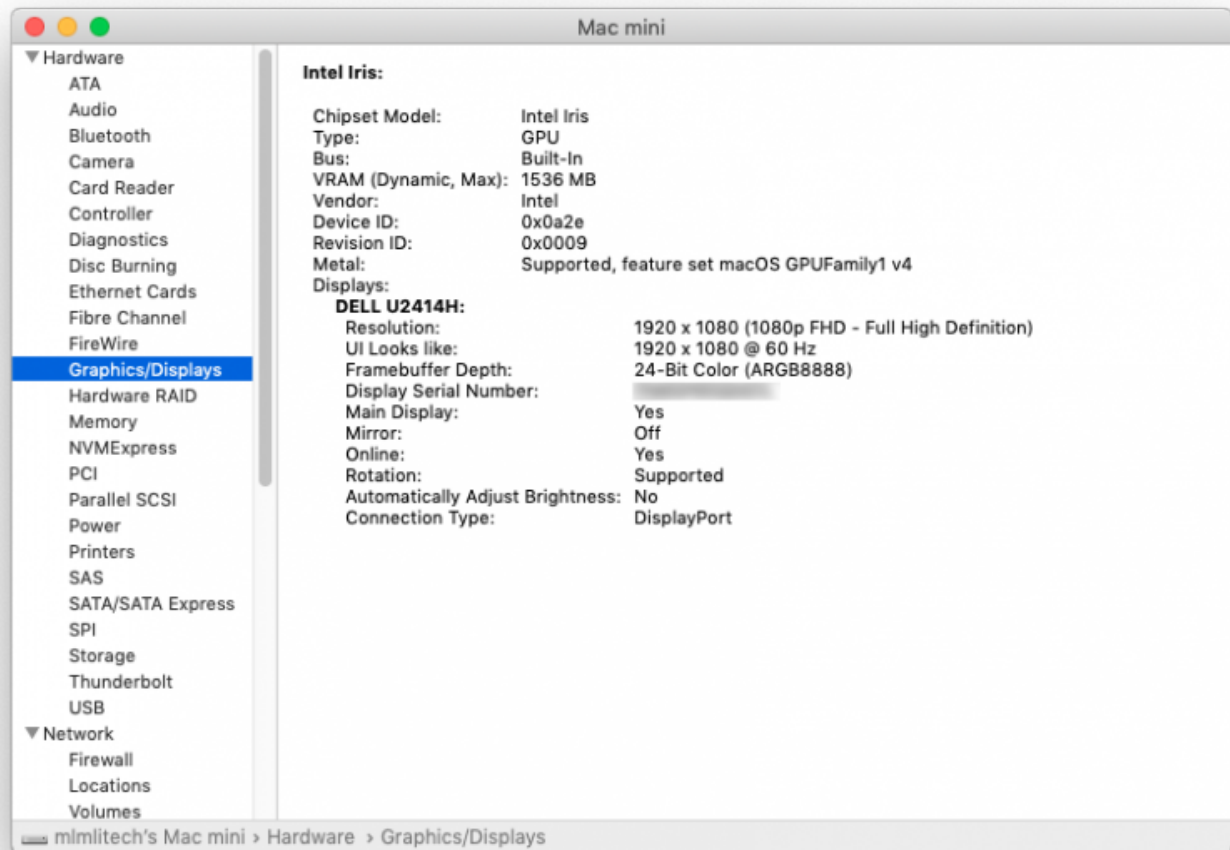 Mac mini
Hardware
ATA
Audio
Bluetooth
Camera
Card Reader
Controller
Diagnostics
Disc Burning
Ethernet Cards
Fibre Channel
FireWire
Graphics/Displays
Hardware RAID
Memory
NVMExpress
PCI
Parallel SCSI
Power
Printers
SAS
SATA/SATA Express
SPI
Storage
Thunderbolt
USB
Network
Firewall
Locations
Volumes
Intel Iris:
Chipset Model: Intel Iris
Type: GPU
Bus: Built-In
VRAM (Dynamic, Max): 1536 MB
Vendor: Intel
Device ID: 0x0a2e
Revision ID: 0x0009
Metal: Supported, feature set macOS GPUFamily1 v4
Displays:
DELL U2414H:
Resolution: 1920 x 1080 (1080p FHD - Full High Definition)
UI Looks like: 1920 x 1080 @ 60 Hz
Framebuffer Depth: 24-Bit Color (ARGB8888)
Display Serial Number:
Main Display: Yes
Mirror: Off
Online: Yes
Rotation: Supported
Automatically Adjust Brightness: No
Connection Type: DisplayPort
mlmlitech's Mac mini › Hardware › Graphics/Displays